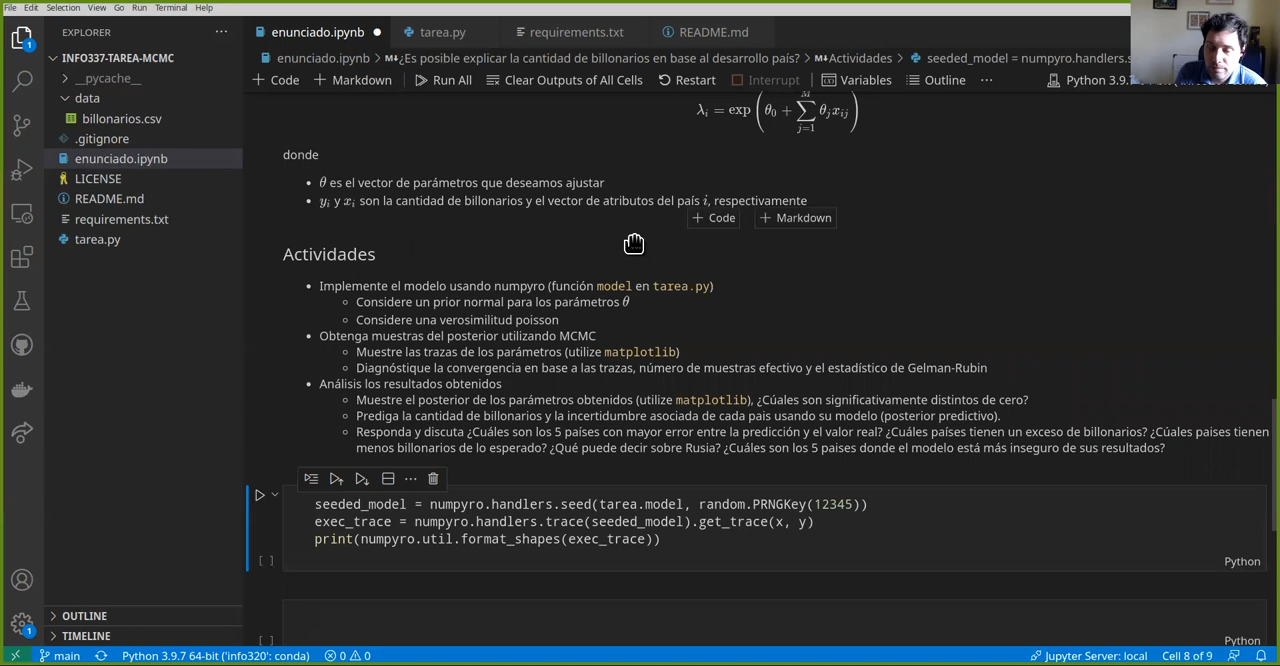 File Edit Selection View Go Run Terminal Help
EXPLORER ···
INFO337-TAREA-MCMC
__pycache__
data
billonarios.csv
.gitignore
enunciado.ipynb
LICENSE
README.md
requirements.txt
tarea.py
OUTLINE
TIMELINE
enunciado.ipynb tarea.py requirements.txt README.md
enunciado.ipynb > M↓¿Es posible explicar la cantidad de billonarios en base al desarrollo país? > M↓Actividades > seeded_model = numpyro.handlers.s
+ Code + Markdown Run All Clear Outputs of All Cells Restart Interrupt Variables Outline ··· Python 3.9.7 64-bit
λᵢ = exp (θ₀ + ∑ᴹⱼ₌₁ θⱼxᵢⱼ)
donde
• θ es el vector de parámetros que deseamos ajustar
• yᵢ y xᵢ son la cantidad de billonarios y el vector de atributos del país i, respectivamente
+ Code + Markdown
Actividades
• Implemente el modelo usando numpyro (función model en tarea.py)
◦ Considere un prior normal para los parámetros θ
◦ Considere una verosimilitud poisson
• Obtenga muestras del posterior utilizando MCMC
◦ Muestre las trazas de los parámetros (utilize matplotlib)
◦ Diagnóstique la convergencia en base a las trazas, número de muestras efectivo y el estadístico de Gelman-Rubin
• Análisis los resultados obtenidos
◦ Muestre el posterior de los parámetros obtenidos (utilize matplotlib), ¿Cúales son significativamente distintos de cero?
◦ Prediga la cantidad de billonarios y la incertidumbre asociada de cada pais usando su modelo (posterior predictivo).
◦ Responda y discuta ¿Cuáles son los 5 países con mayor error entre la predicción y el valor real? ¿Cuáles países tienen un exceso de billonarios? ¿Cúales paises tienen
menos billonarios de lo esperado? ¿Qué puede decir sobre Rusia? ¿Cuáles son los 5 paises donde el modelo está más inseguro de sus resultados?
seeded_model = numpyro.handlers.seed(tarea.model, random.PRNGKey(12345))
exec_trace = numpyro.handlers.trace(seeded_model).get_trace(x, y)
print(numpyro.util.format_shapes(exec_trace))
[ ] Python
[ ] Python
main Python 3.9.7 64-bit ('info320': conda) 0 0 Jupyter Server: local Cell 8 of 9